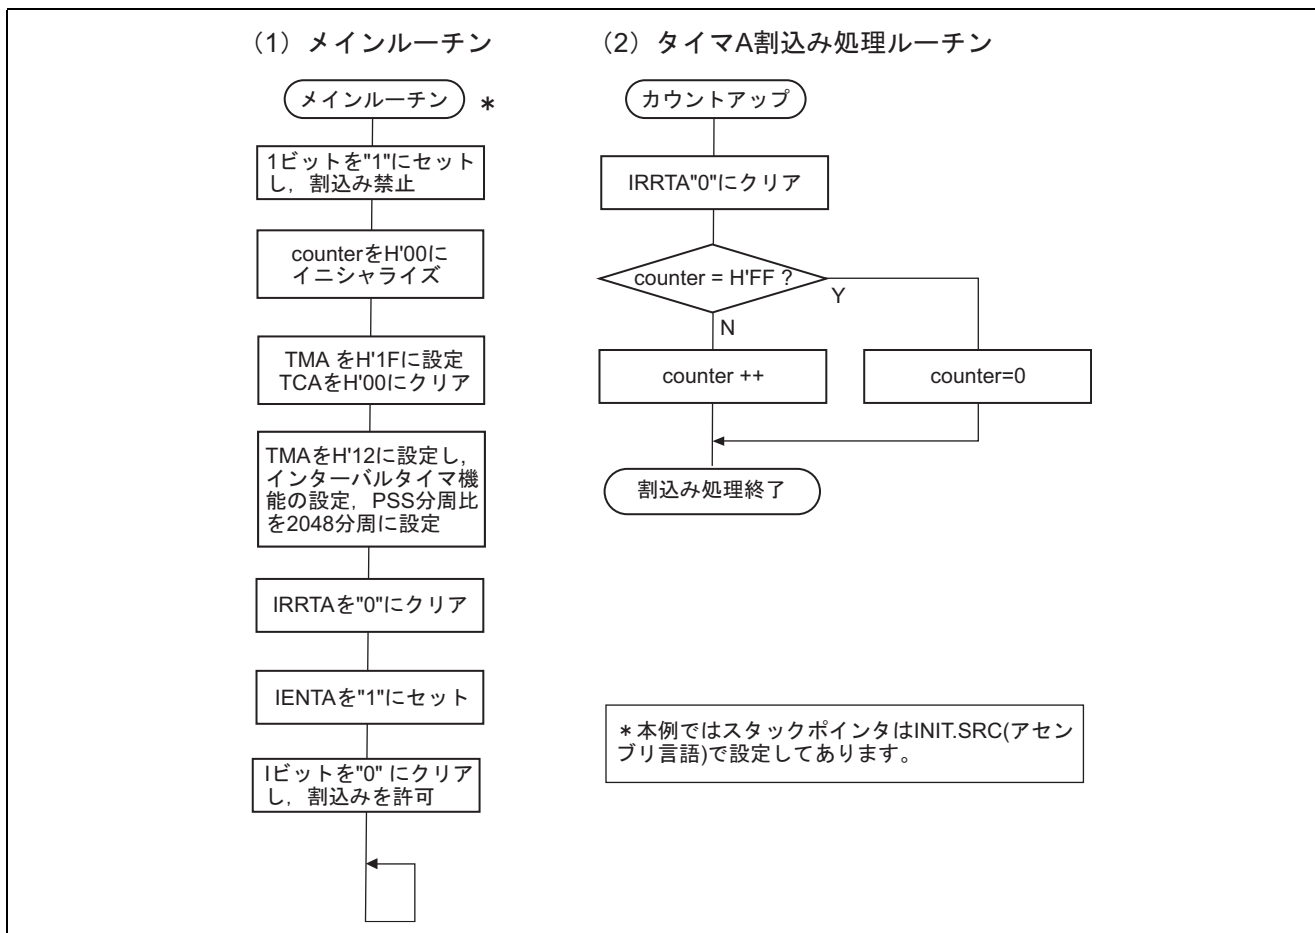 (1) メインルーチン
メインルーチン
*
1ビットを"1"にセット
し，割込み禁止
counterをH'00に
イニシャライズ
TMA をH'1Fに設定
TCAをH'00にクリア
TMAをH'12に設定し，
インターバルタイマ機
能の設定，PSS分周比
を2048分周に設定
IRRTAを"0"にクリア
IENTAを"1"にセット
Iビットを"0" にクリア
し，割込みを許可
(2) タイマA割込み処理ルーチン
カウントアップ
IRRTA"0"にクリア
counter = H'FF ?
Y
N
counter ++
counter=0
割込み処理終了
*本例ではスタックポインタはINIT.SRC(アセン
ブリ言語)で設定してあります。